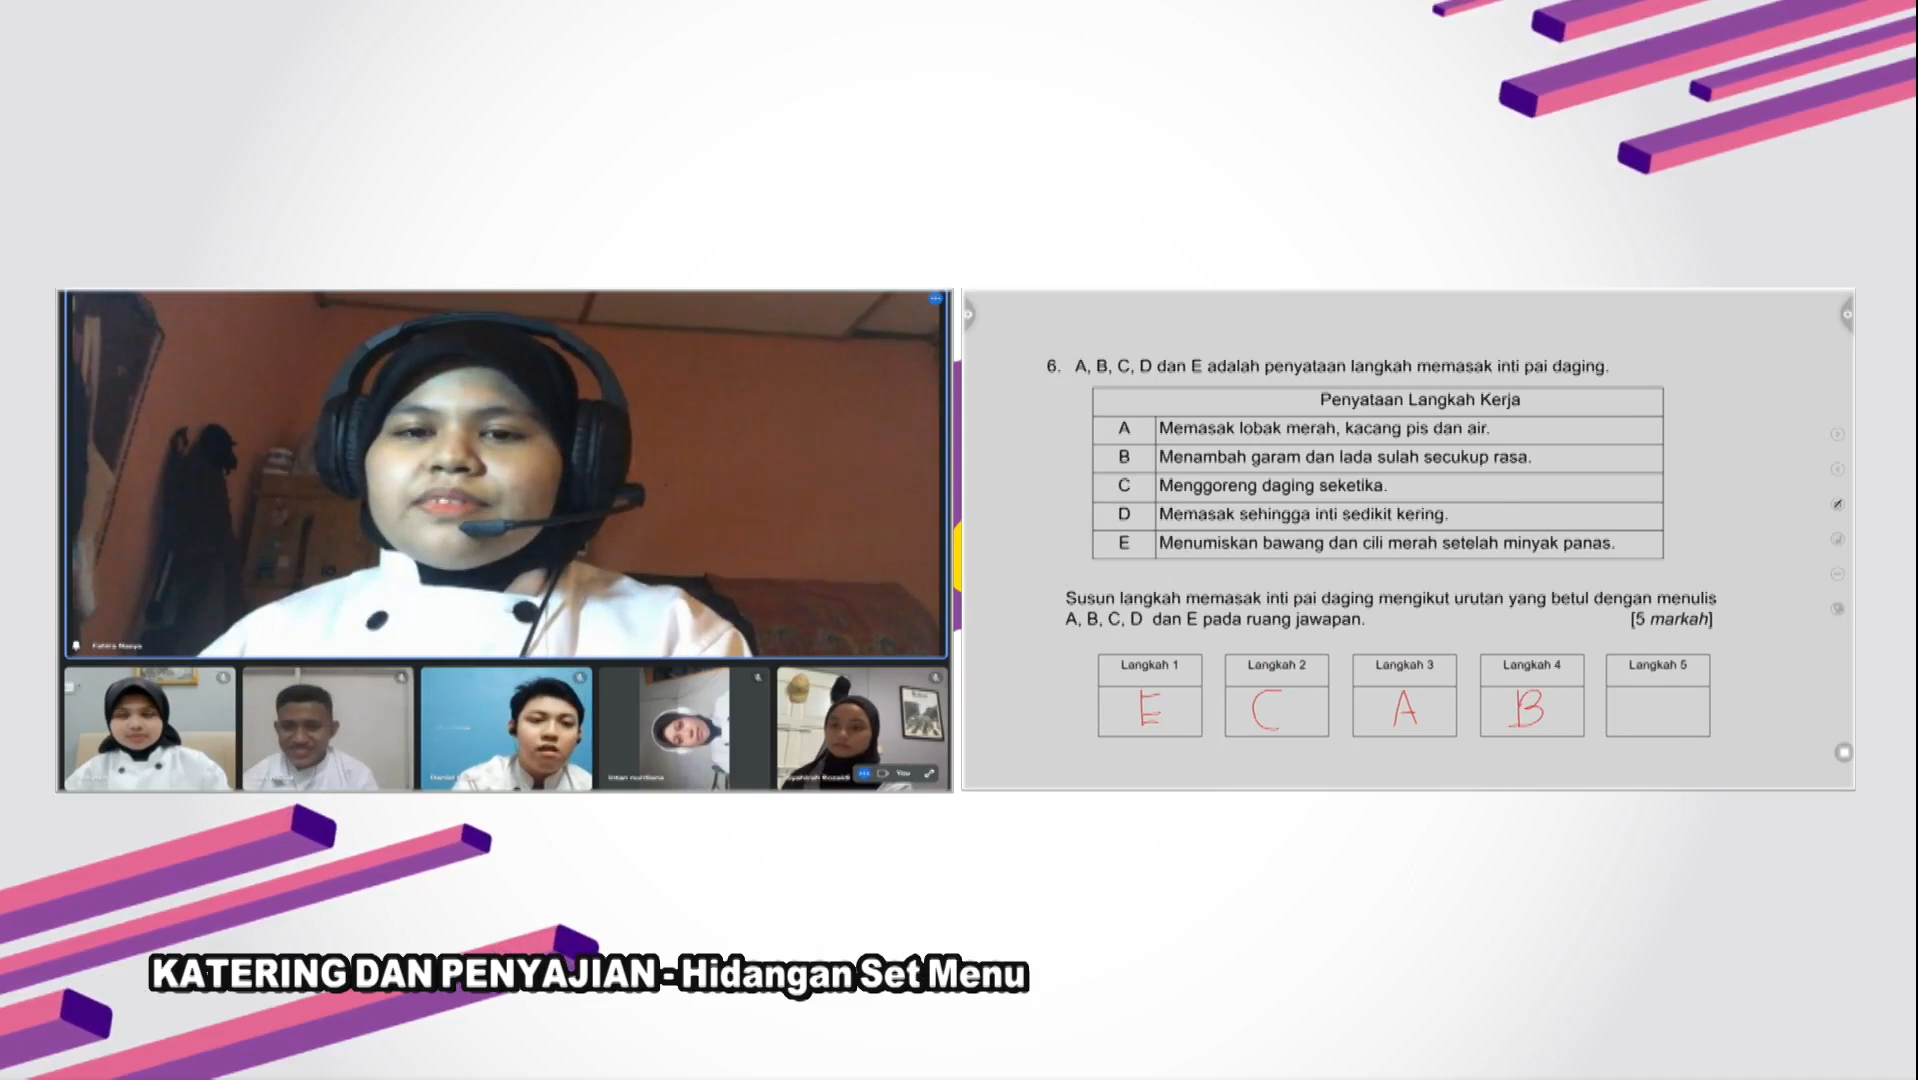 6. A, B, C, D dan E adalah penyataan langkah memasak inti pai daging.
Penyataan Langkah Kerja
A Memasak lobak merah, kacang pis dan air.
B Menambah garam dan lada sulah secukup rasa.
C Menggoreng daging seketika.
D Memasak sehingga inti sedikit kering.
E Menumiskan bawang dan cili merah setelah minyak panas.
Susun langkah memasak inti pai daging mengikut urutan yang betul dengan menulis
A, B, C, D dan E pada ruang jawapan. [5 markah]
Langkah 1 Langkah 2 Langkah 3 Langkah 4 Langkah 5
E C A B
You
KATERING DAN PENYAJIAN - Hidangan Set Menu